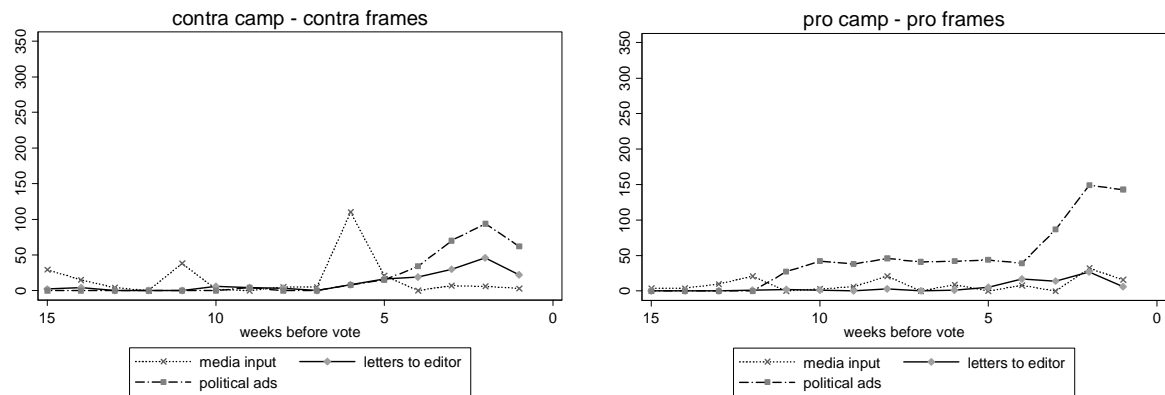 contra camp - contra frames
350
300
250
200
150
100
50
0
15 10 5 0
weeks before vote
media input letters to editor
political ads
pro camp - pro frames
350
300
250
200
150
100
50
0
15 10 5 0
weeks before vote
media input letters to editor
political ads